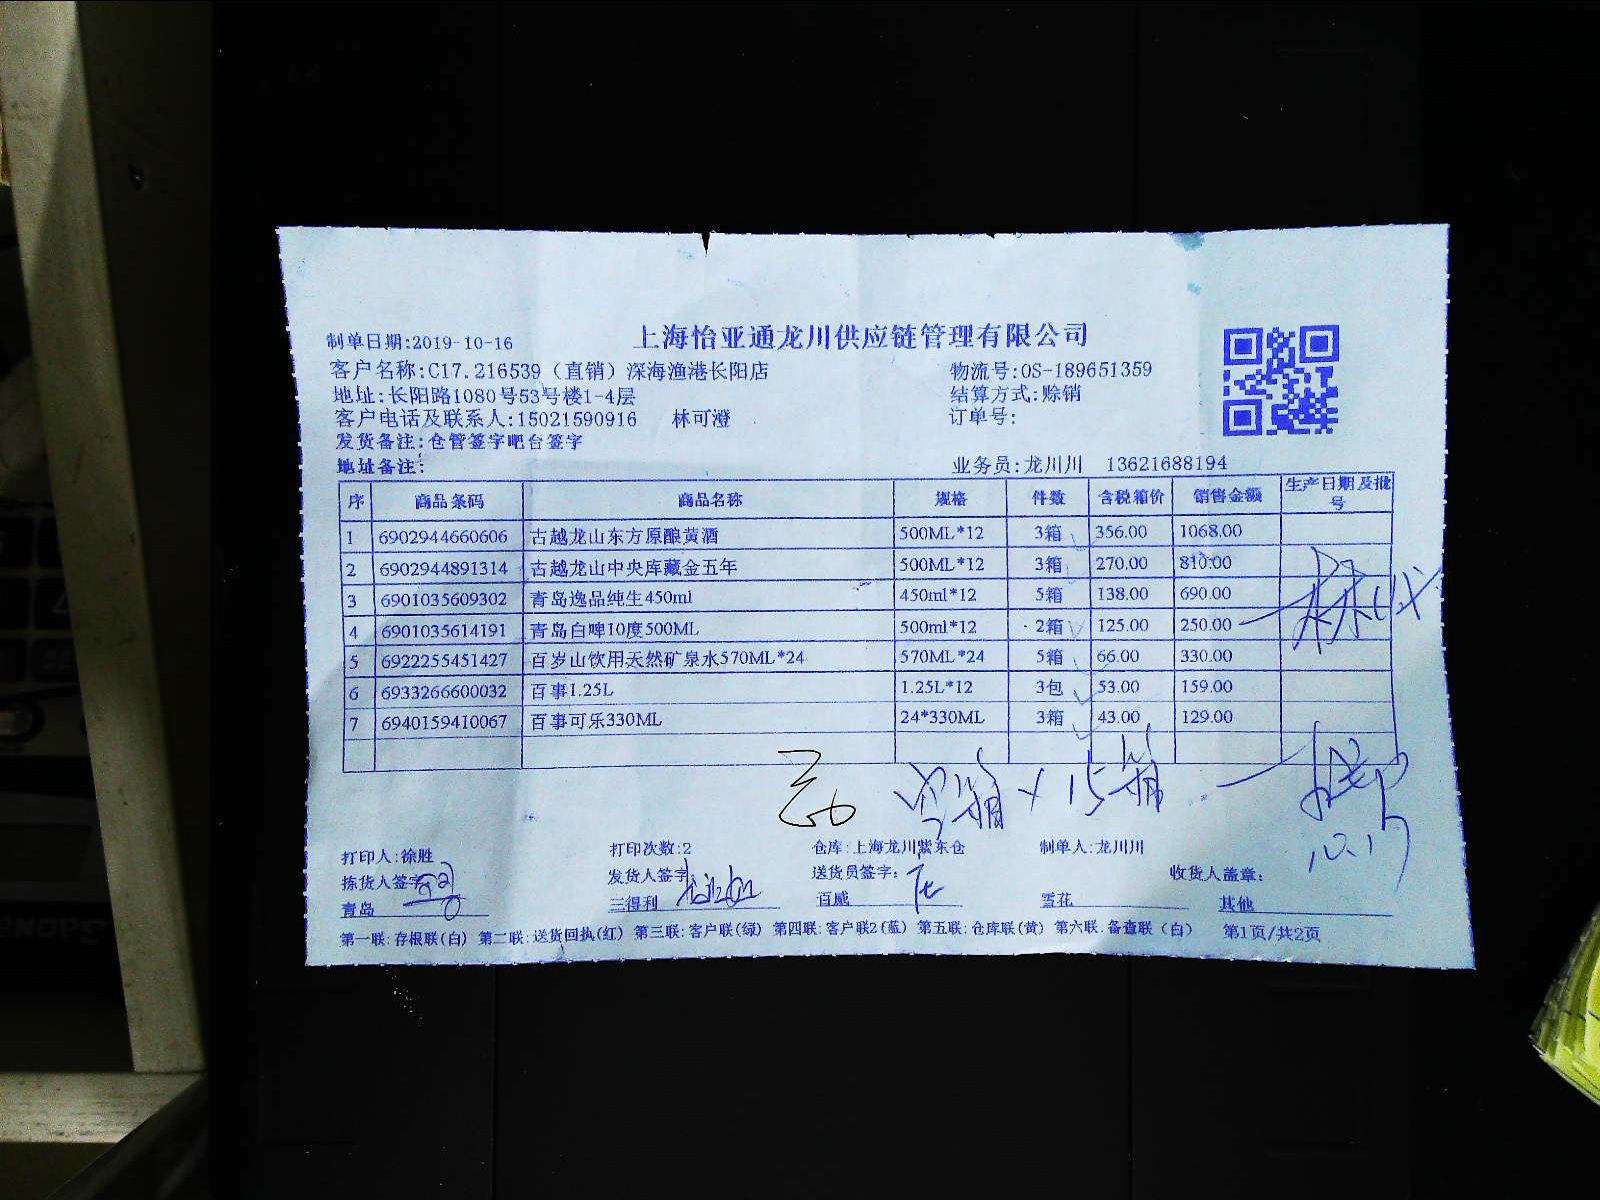 上海怡亚通龙川供应链管理有限公司
制单日期:2019-10-16
客户名称:C17.216539（直销）深海渔港长阳店 物流号:OS-189651359
地址:长阳路1080号53号楼1-4层 结算方式:赊销
客户电话及联系人:15021590916 林可澄 订单号:
发货备注:仓管签字吧台签字
地址备注: 业务员:龙川川 13621688194
序 商品条码 商品名称 规格 件数 含税箱价 销售金额 生产日期及批号
1 6902944660606 古越龙山东方原酿黄酒 500ML*12 3箱 356.00 1068.00
2 6902944891314 古越龙山中央库藏金五年 500ML*12 3箱 270.00 810.00
3 6901035609302 青岛逸品纯生450ml 450ml*12 5箱 138.00 690.00
4 6901035614191 青岛白啤10度500ML 500ml*12 2箱 125.00 250.00
5 6922255451427 百岁山饮用天然矿泉水570ML*24 570ML*24 5箱 66.00 330.00
6 6933266600032 百事1.25L 1.25L*12 3包 53.00 159.00
7 6940159410067 百事可乐330ML 24*330ML 3箱 43.00 129.00
箱 15箱
10.17
打印人:徐胜 打印次数:2 仓库:上海龙川紫东仓 制单人:龙川川
拣货人签字 发货人签字 送货员签字: 收货人盖章:
青岛 三得利 百威 雪花 其他
第一联:存根联(白) 第二联:送货回执(红) 第三联:客户联(绿) 第四联:客户联2(蓝) 第五联:仓库联(黄) 第六联.备查联（白） 第1页/共2页